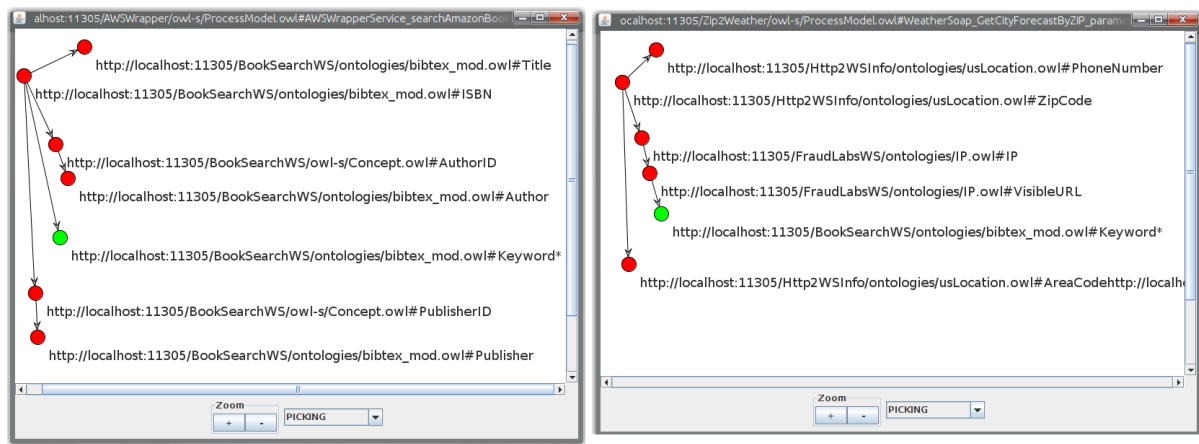 alhost:11305/AWSWrapper/owl-s/ProcessModel.owl#AWSWrapperService_searchAmazonBoo
http://localhost:11305/BookSearchWS/ontologies/bibtex_mod.owl#Title
http://localhost:11305/BookSearchWS/ontologies/bibtex_mod.owl#ISBN
http://localhost:11305/BookSearchWS/owl-s/Concept.owl#AuthorID
http://localhost:11305/BookSearchWS/ontologies/bibtex_mod.owl#Author
http://localhost:11305/BookSearchWS/ontologies/bibtex_mod.owl#Keyword*
http://localhost:11305/BookSearchWS/owl-s/Concept.owl#PublisherID
http://localhost:11305/BookSearchWS/ontologies/bibtex_mod.owl#Publisher
Zoom
+ - PICKING
ocalhost:11305/Zip2Weather/owl-s/ProcessModel.owl#WeatherSoap_GetCityForecastByZIP_parame
http://localhost:11305/Http2WSInfo/ontologies/usLocation.owl#PhoneNumber
http://localhost:11305/Http2WSInfo/ontologies/usLocation.owl#ZipCode
http://localhost:11305/FraudLabsWS/ontologies/IP.owl#IP
http://localhost:11305/FraudLabsWS/ontologies/IP.owl#VisibleURL
http://localhost:11305/BookSearchWS/ontologies/bibtex_mod.owl#Keyword*
http://localhost:11305/Http2WSInfo/ontologies/usLocation.owl#AreaCodehttp://localh
Zoom
+ - PICKING